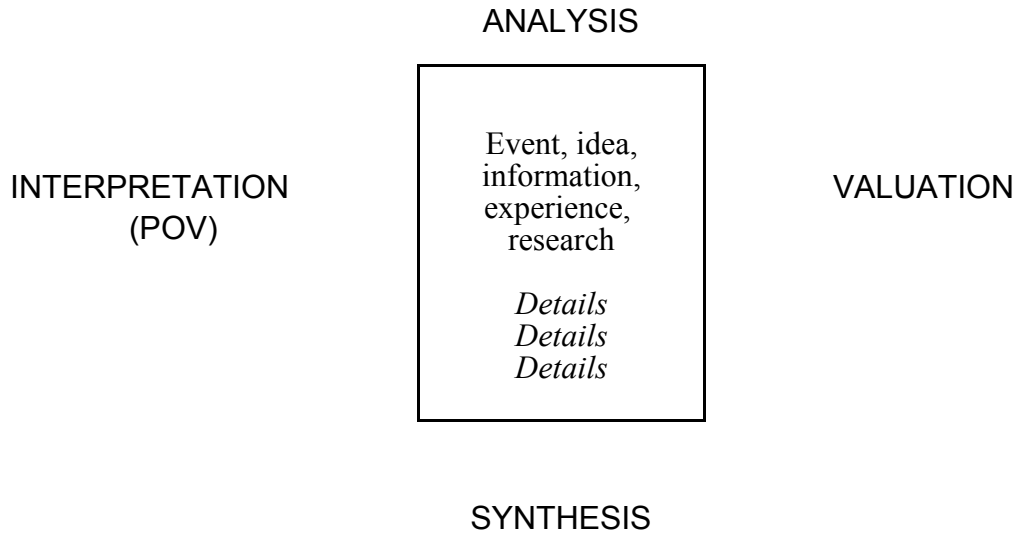 ANALYSIS
Event, idea,
information,
experience,
research
Details
Details
Details
INTERPRETATION
(POV)
VALUATION
SYNTHESIS